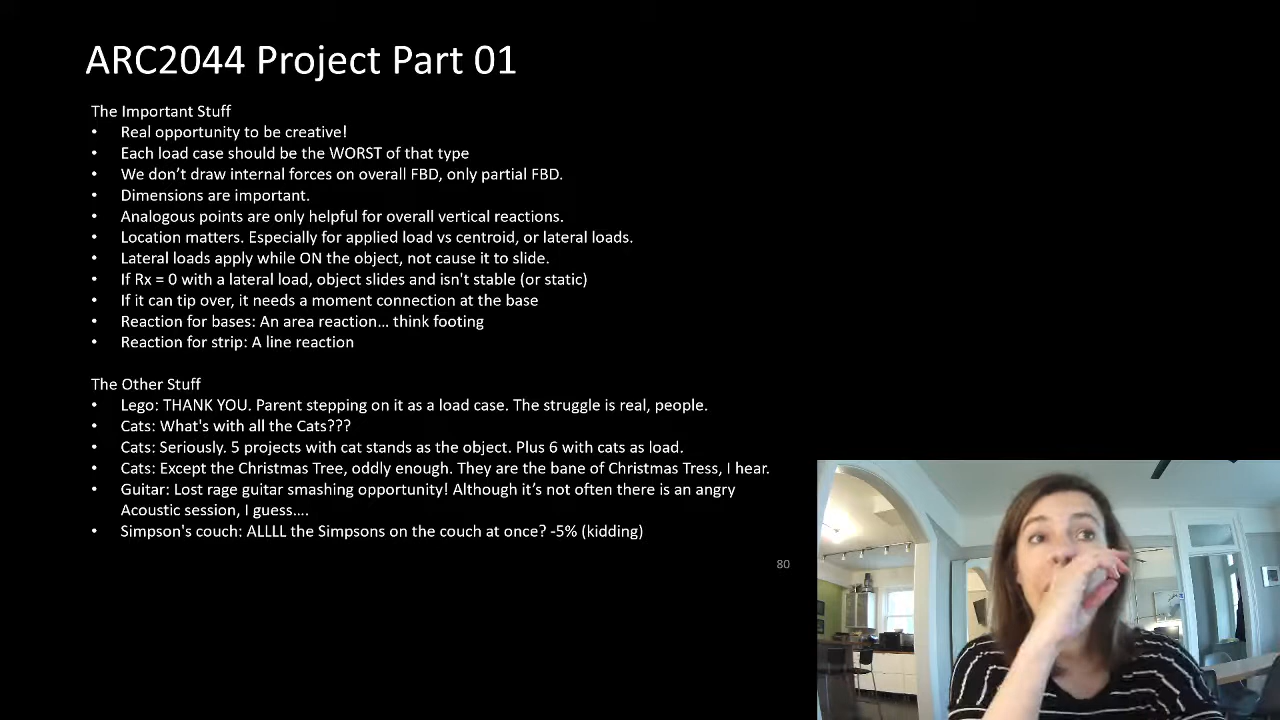 ARC2044 Project Part 01
The Important Stuff
• Real opportunity to be creative!
• Each load case should be the WORST of that type
• We don’t draw internal forces on overall FBD, only partial FBD.
• Dimensions are important.
• Analogous points are only helpful for overall vertical reactions.
• Location matters. Especially for applied load vs centroid, or lateral loads.
• Lateral loads apply while ON the object, not cause it to slide.
• If Rx = 0 with a lateral load, object slides and isn't stable (or static)
• If it can tip over, it needs a moment connection at the base
• Reaction for bases: An area reaction… think footing
• Reaction for strip: A line reaction
The Other Stuff
• Lego: THANK YOU. Parent stepping on it as a load case. The struggle is real, people.
• Cats: What's with all the Cats???
• Cats: Seriously. 5 projects with cat stands as the object. Plus 6 with cats as load.
• Cats: Except the Christmas Tree, oddly enough. They are the bane of Christmas Tress, I hear.
• Guitar: Lost rage guitar smashing opportunity! Although it’s not often there is an angry
Acoustic session, I guess….
• Simpson's couch: ALLLL the Simpsons on the couch at once? -5% (kidding)
80